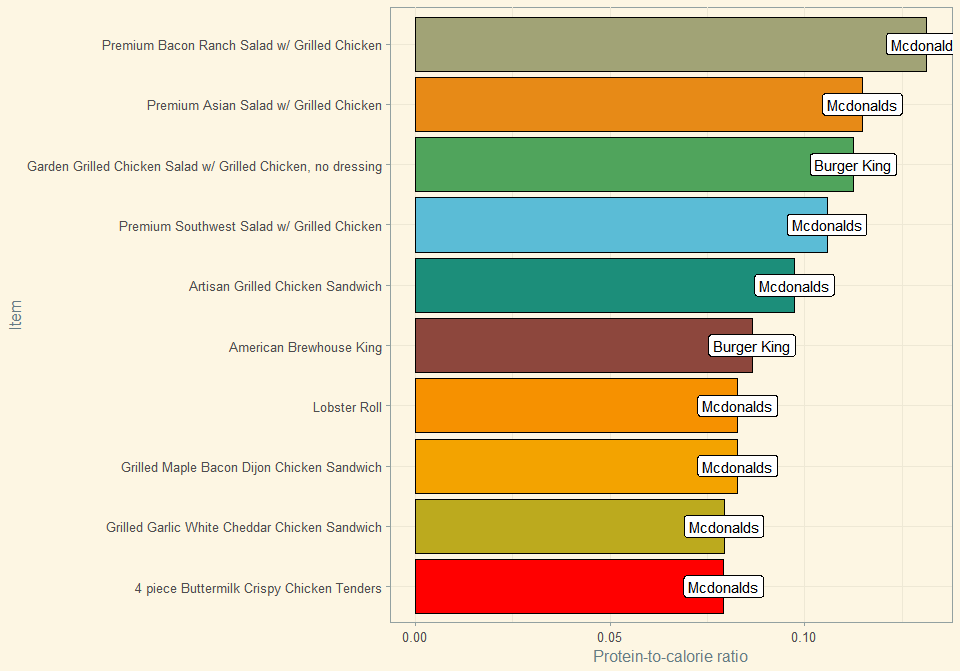 Premium Bacon Ranch Salad w/ Grilled Chicken
Mcdonald
Premium Asian Salad w/ Grilled Chicken
Mcdonalds
Garden Grilled Chicken Salad w/ Grilled Chicken, no dressing
Burger King
Premium Southwest Salad w/ Grilled Chicken
Mcdonalds
Artisan Grilled Chicken Sandwich
Mcdonalds
American Brewhouse King
Burger King
Lobster Roll
Mcdonalds
Grilled Maple Bacon Dijon Chicken Sandwich
Mcdonalds
Grilled Garlic White Cheddar Chicken Sandwich
Mcdonalds
4 piece Buttermilk Crispy Chicken Tenders
Mcdonalds
Item
0.00 0.05 0.10
Protein-to-calorie ratio